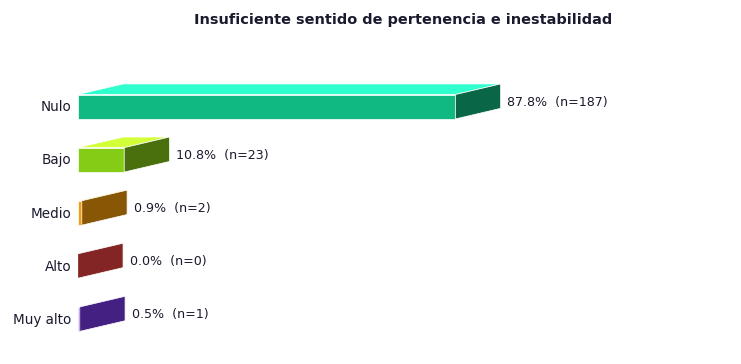 Insuficiente sentido de pertenencia e inestabilidad
Nulo 87.8% (n=187)
Bajo 10.8% (n=23)
Medio 0.9% (n=2)
Alto 0.0% (n=0)
Muy alto 0.5% (n=1)